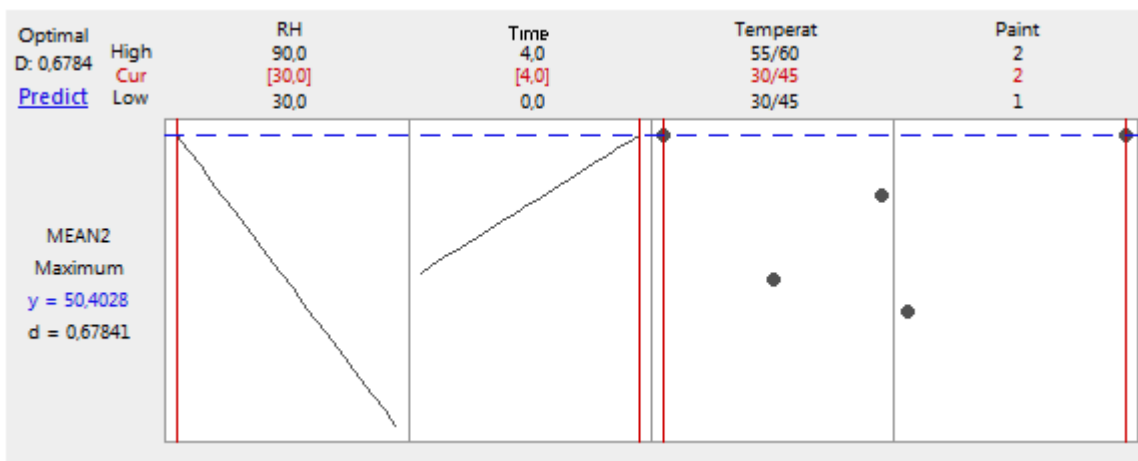 Optimal
D: 0,6784
Predict
High
Cur
Low
RH
90,0
[30,0]
30,0
Time
4,0
[4,0]
0,0
Temperat
55/60
30/45
30/45
Paint
2
2
1
MEAN2
Maximum
y = 50,4028
d = 0,67841